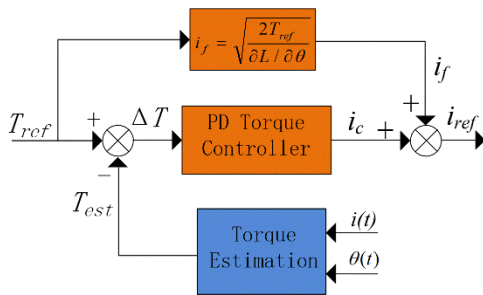 i_f = √(2T_ref / (∂L / ∂θ))
i_f
T_ref
+
ΔT
PD Torque
Controller
i_c
+
+
i_ref
−
T_est
Torque
Estimation
i(t)
θ(t)